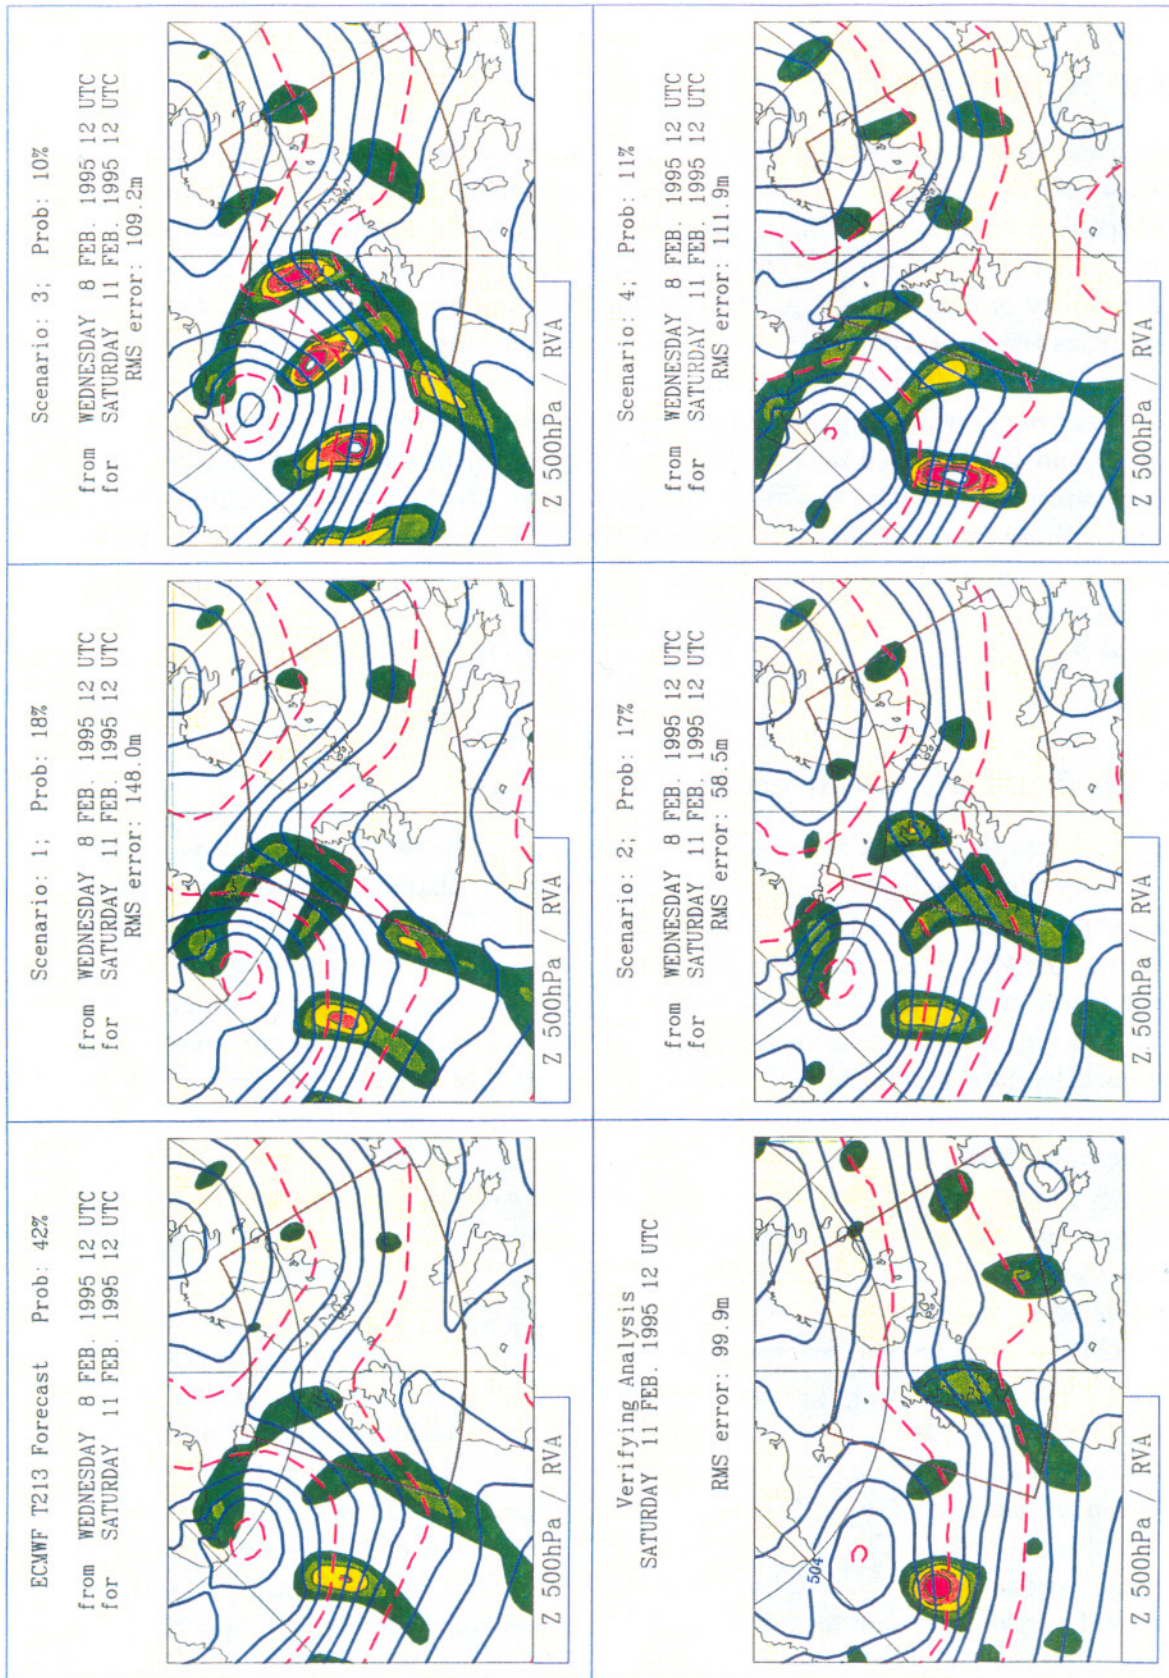 ECMWF T213 Forecast Prob: 42%
from WEDNESDAY 8 FEB. 1995 12 UTC
for SATURDAY 11 FEB. 1995 12 UTC
Z 500hPa / RVA
Scenario: 1; Prob: 18%
from WEDNESDAY 8 FEB. 1995 12 UTC
for SATURDAY 11 FEB. 1995 12 UTC
RMS error: 148.0m
Z 500hPa / RVA
Scenario: 3; Prob: 10%
from WEDNESDAY 8 FEB. 1995 12 UTC
for SATURDAY 11 FEB. 1995 12 UTC
RMS error: 109.2m
Z 500hPa / RVA
Verifying Analysis
SATURDAY 11 FEB. 1995 12 UTC
RMS error: 99.9m
504
Z 500hPa / RVA
Scenario: 2; Prob: 17%
from WEDNESDAY 8 FEB. 1995 12 UTC
for SATURDAY 11 FEB. 1995 12 UTC
RMS error: 58.5m
Z 500hPa / RVA
Scenario: 4; Prob: 11%
from WEDNESDAY 8 FEB. 1995 12 UTC
for SATURDAY 11 FEB. 1995 12 UTC
RMS error: 111.9m
Z 500hPa / RVA